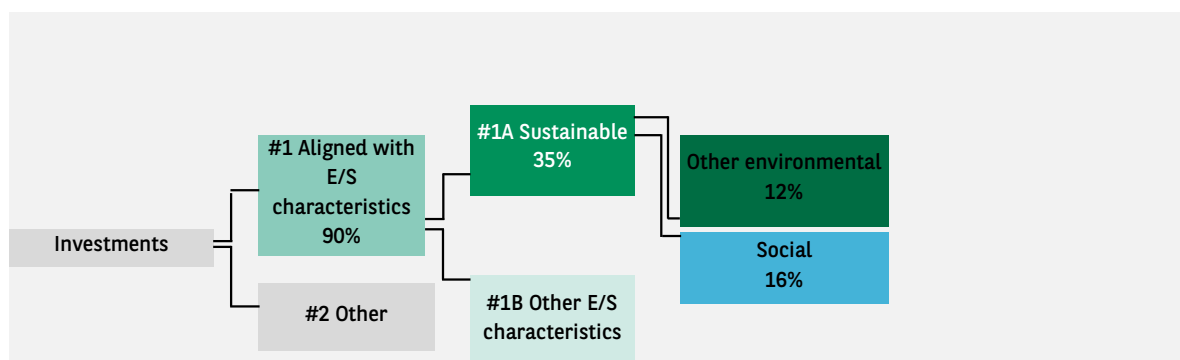 Investments
#1 Aligned with
E/S
characteristics
90%
#2 Other
#1A Sustainable
35%
#1B Other E/S
characteristics
Other environmental
12%
Social
16%